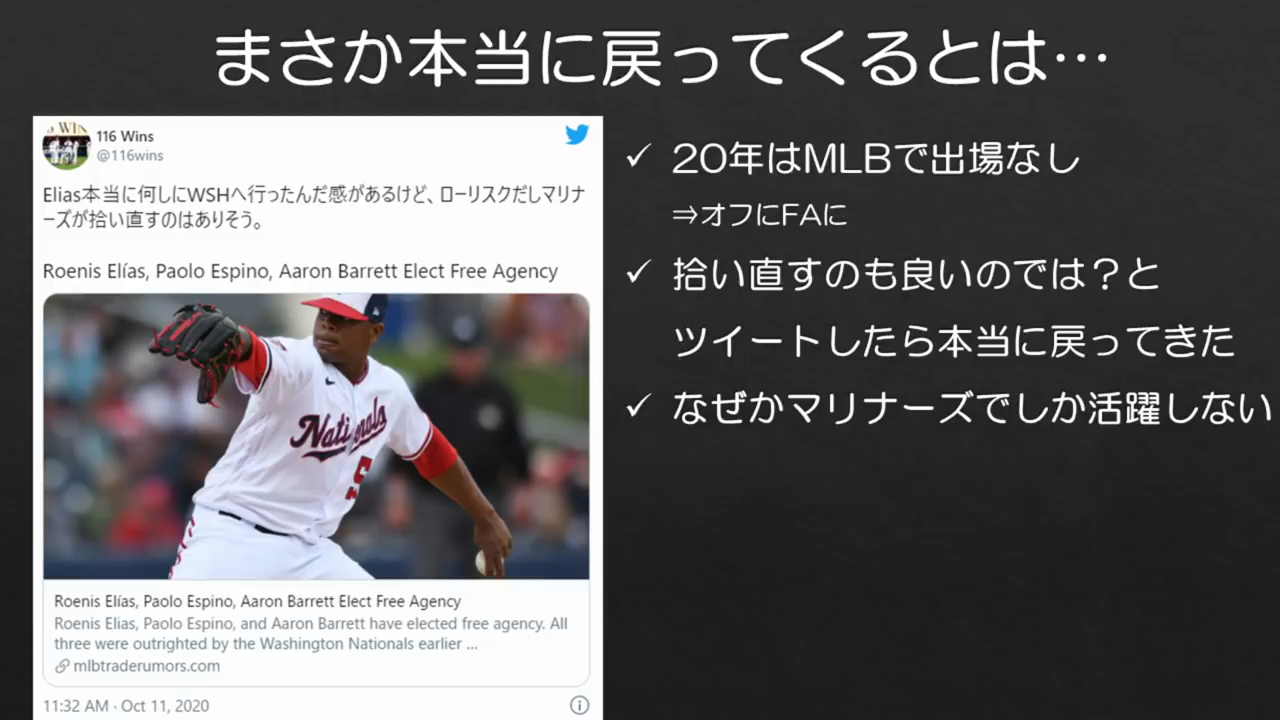 まさか本当に戻ってくるとは…
116 Wins
@116wins
Elias本当に何しにWSHへ行ったんだ感があるけど、ローリスクだしマリナ
ーズが拾い直すのはありそう。
Roenis Elías, Paolo Espino, Aaron Barrett Elect Free Agency
Nationals
5
Roenis Elías, Paolo Espino, Aaron Barrett Elect Free Agency
Roenis Elias, Paolo Espino, and Aaron Barrett have elected free agency. All
three were outrighted by the Washington Nationals earlier ...
mlbtraderumors.com
11:32 AM · Oct 11, 2020
✓ 20年はMLBで出場なし
⇒オフにFAに
✓ 拾い直すのも良いのでは？と
ツイートしたら本当に戻ってきた
✓ なぜかマリナーズでしか活躍しない